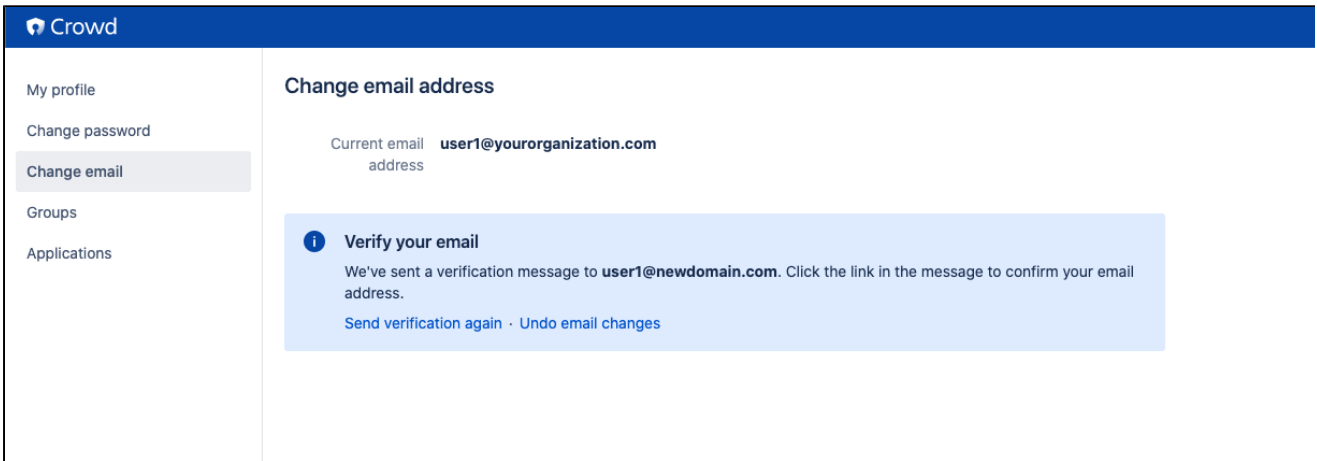 Crowd
My profile
Change password
Change email
Groups
Applications
Change email address
Current email
address
user1@yourorganization.com
Verify your email
We've sent a verification message to user1@newdomain.com. Click the link in the message to confirm your email
address.
Send verification again · Undo email changes